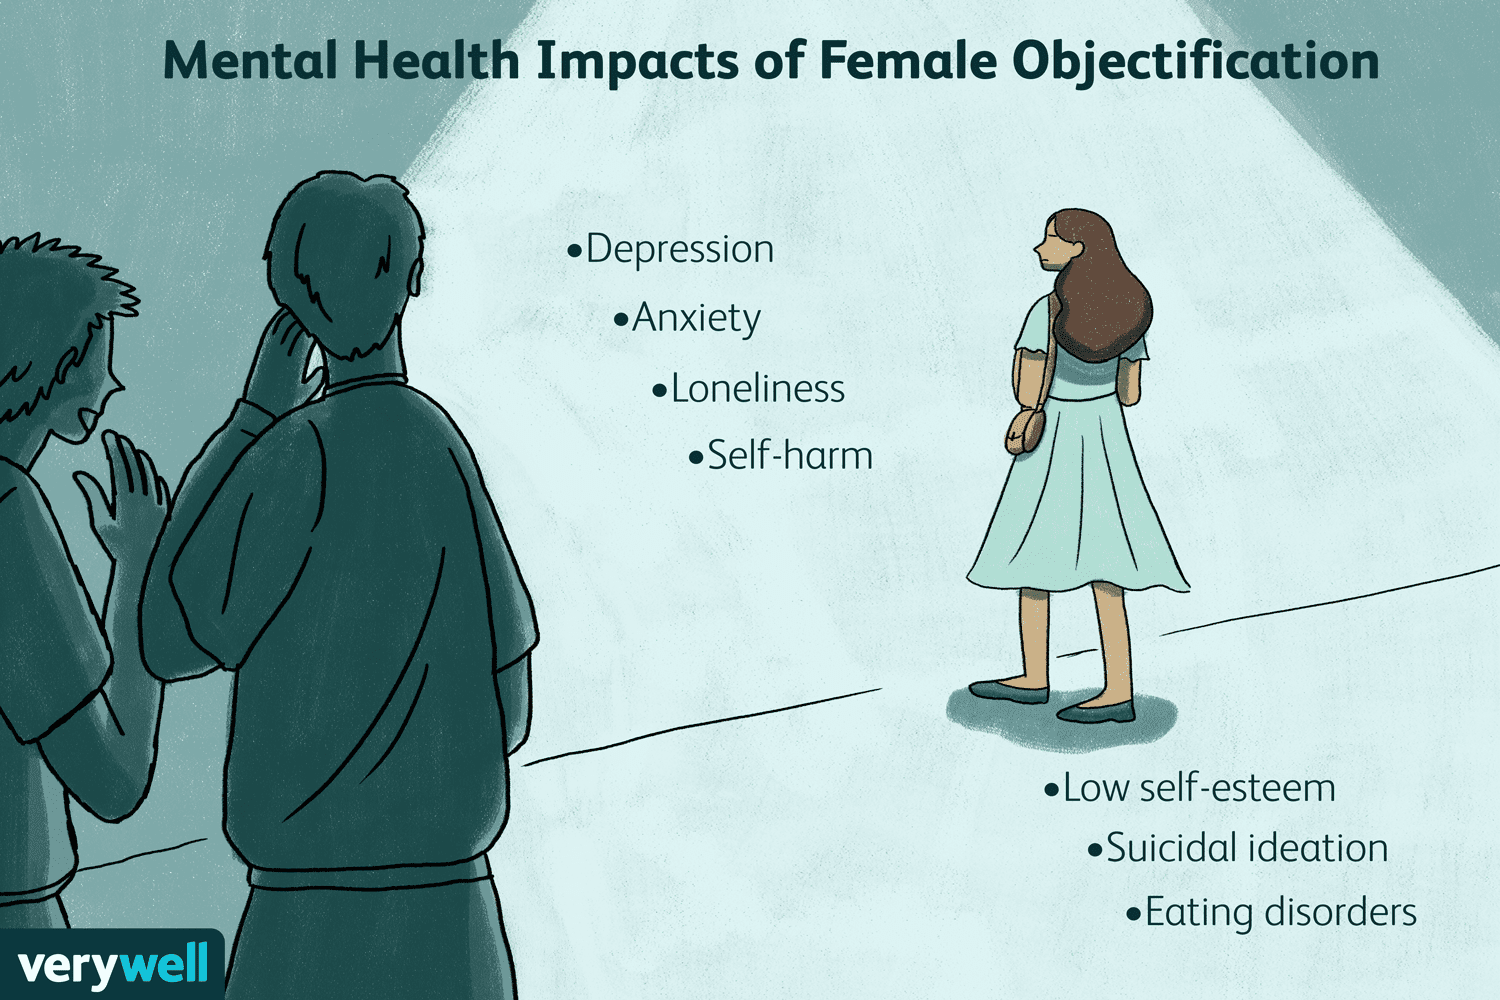 Mental Health Impacts of Female Objectification
•Depression
•Anxiety
•Loneliness
•Self-harm
•Low self-esteem
•Suicidal ideation
•Eating disorders
verywell